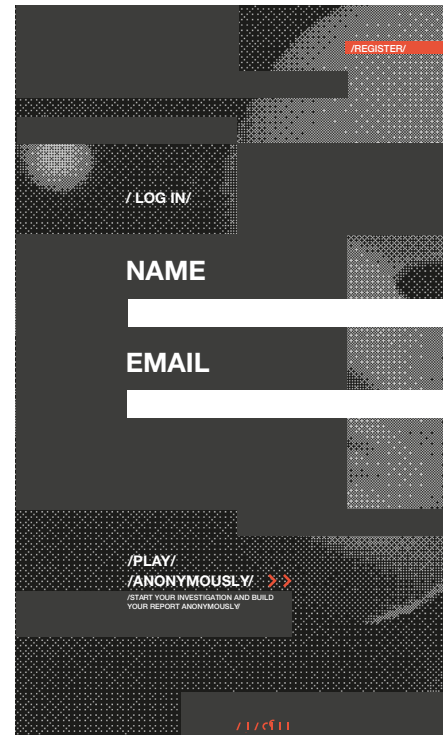 /REGISTER/
/ LOG IN/
NAME
EMAIL
/PLAY/
/ANONYMOUSLY/ >>
/START YOUR INVESTIGATION AND BUILD
YOUR REPORT ANONYMOUSLY/